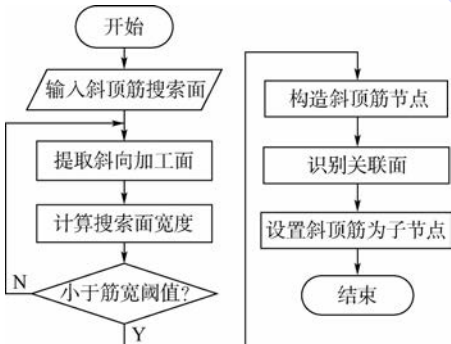 开始
输入斜顶筋搜索面
提取斜向加工面
计算搜索面宽度
小于筋宽阈值?
N
Y
构造斜顶筋节点
识别关联面
设置斜顶筋为子节点
结束